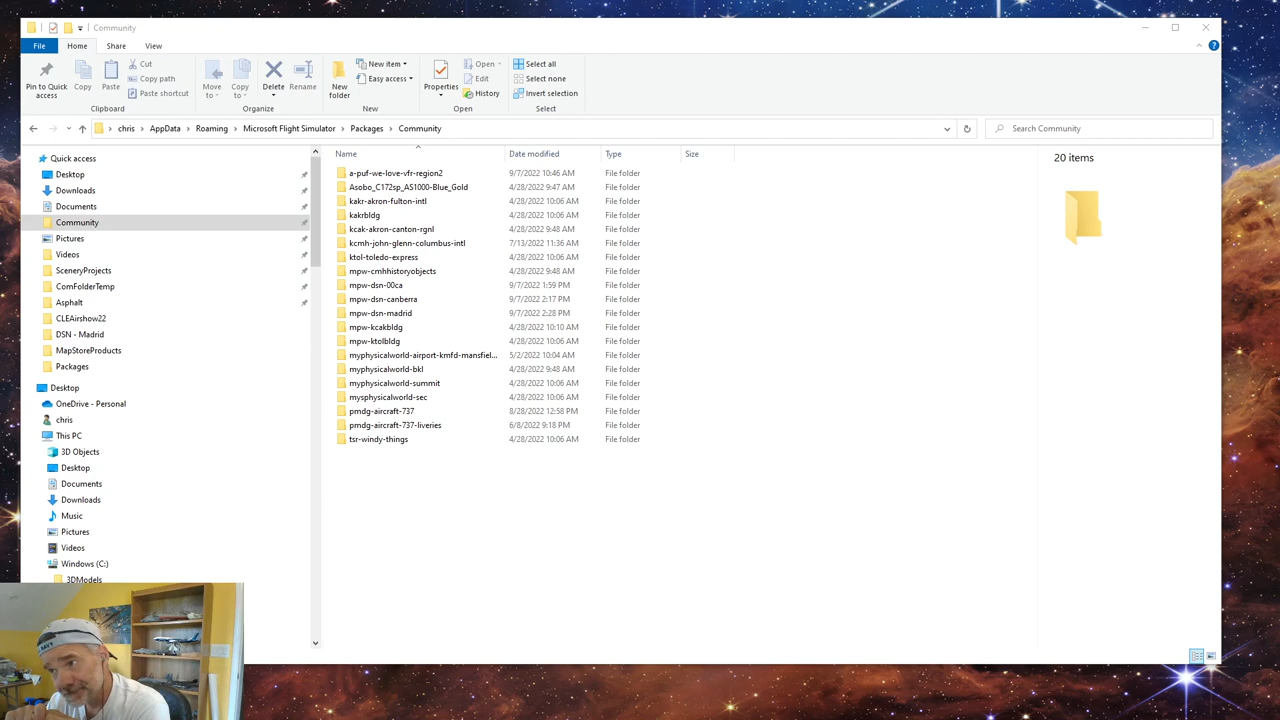 Community
File Home Share View
Pin to Quick access
Copy
Paste
Cut
Copy path
Paste shortcut
Clipboard
Move to
Copy to
Delete
Rename
Organize
New folder
New item
Easy access
New
Properties
Open
Edit
History
Open
Select all
Select none
Invert selection
Select
chris › AppData › Roaming › Microsoft Flight Simulator › Packages › Community
Search Community
Quick access
Desktop
Downloads
Documents
Community
Pictures
Videos
SceneryProjects
ComFolderTemp
Asphalt
CLEAirshow22
DSN - Madrid
MapStoreProducts
Packages
Desktop
OneDrive - Personal
chris
This PC
3D Objects
Desktop
Documents
Downloads
Music
Pictures
Videos
Windows (C:)
3DModels
Name Date modified Type Size
a-puf-we-love-vfr-region2 9/7/2022 10:46 AM File folder
Asobo_C172sp_AS1000-Blue_Gold 4/28/2022 9:47 AM File folder
kakr-akron-fulton-intl 4/28/2022 10:06 AM File folder
kakrbldg 4/28/2022 10:06 AM File folder
kcak-akron-canton-rgnl 4/28/2022 9:48 AM File folder
kcmh-john-glenn-columbus-intl 7/13/2022 11:36 AM File folder
ktol-toledo-express 4/28/2022 10:06 AM File folder
mpw-cmhhistoryobjects 4/28/2022 9:48 AM File folder
mpw-dsn-00ca 9/7/2022 1:59 PM File folder
mpw-dsn-canberra 9/7/2022 2:17 PM File folder
mpw-dsn-madrid 9/7/2022 2:28 PM File folder
mpw-kcakbldg 4/28/2022 10:10 AM File folder
mpw-ktolbldg 4/28/2022 10:06 AM File folder
myphysicalworld-airport-kmfd-mansfiel... 5/2/2022 10:04 AM File folder
myphysicalworld-bkl 4/28/2022 9:48 AM File folder
myphysicalworld-summit 4/28/2022 10:06 AM File folder
mysphysicalworld-sec 4/28/2022 10:06 AM File folder
pmdg-aircraft-737 8/28/2022 12:58 PM File folder
pmdg-aircraft-737-liveries 6/8/2022 9:18 PM File folder
tsr-windy-things 4/28/2022 10:06 AM File folder
20 items